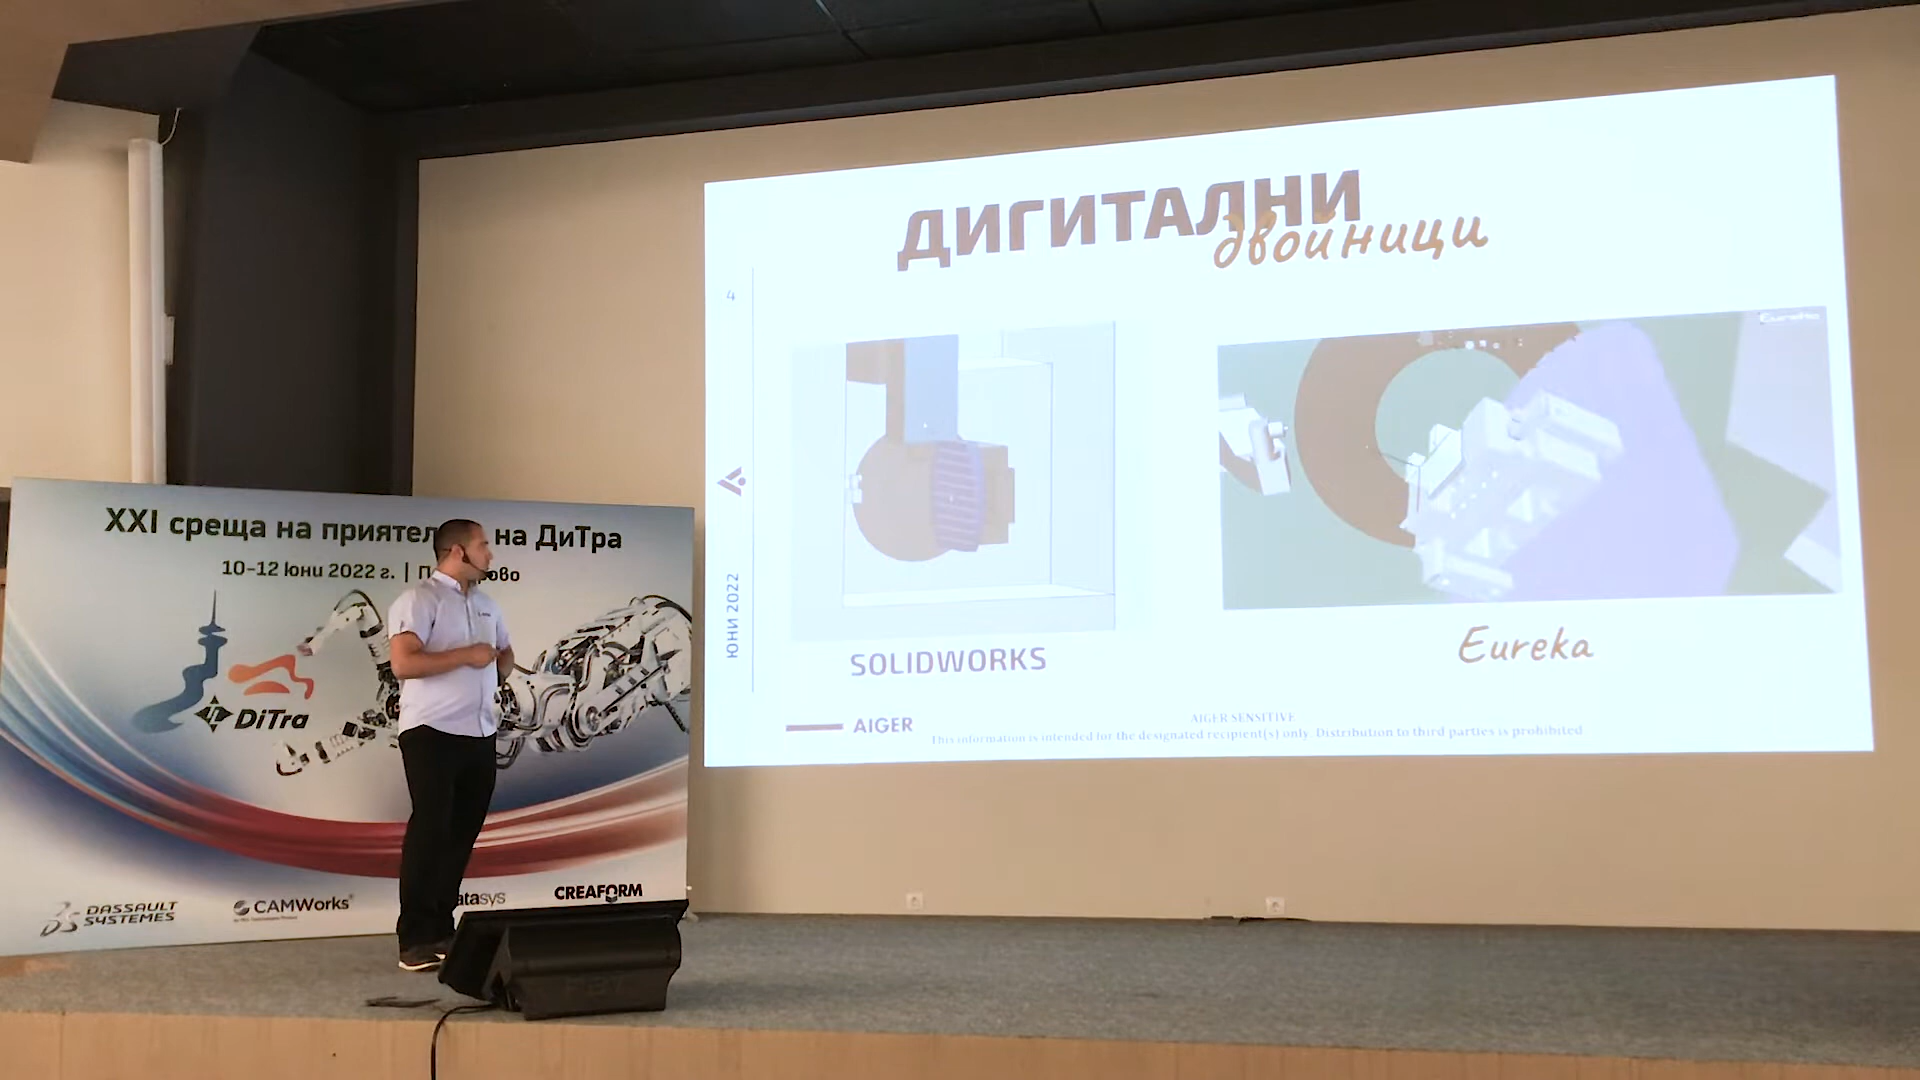 XXI среща на приятел на ДиТра
10-12 Юни 2022 г. |
DiTra
DASSAULT
SYSTEMES
CAMWorks
atasys
CREAFORM
ДИГИТАЛНИ
двойници
4
ЮНИ 2022
Eureka
SOLIDWORKS
Eureka
AIGER
AIGER SENSITIVE
This information is intended for the designated recipient(s) only. Distribution to third parties is prohibited